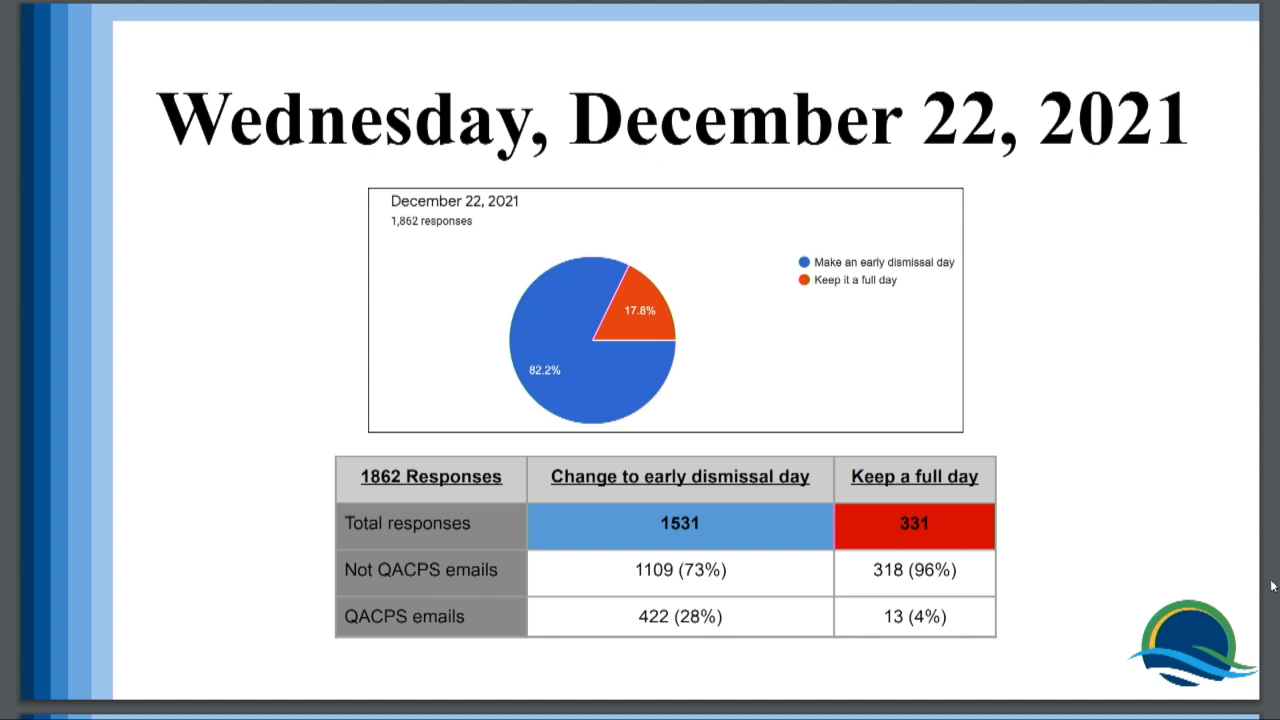 Wednesday, December 22, 2021
December 22, 2021
1,862 responses
Make an early dismissal day
Keep it a full day
17.8%
82.2%
1862 Responses Change to early dismissal day Keep a full day
Total responses 1531 331
Not QACPS emails 1109 (73%) 318 (96%)
QACPS emails 422 (28%) 13 (4%)